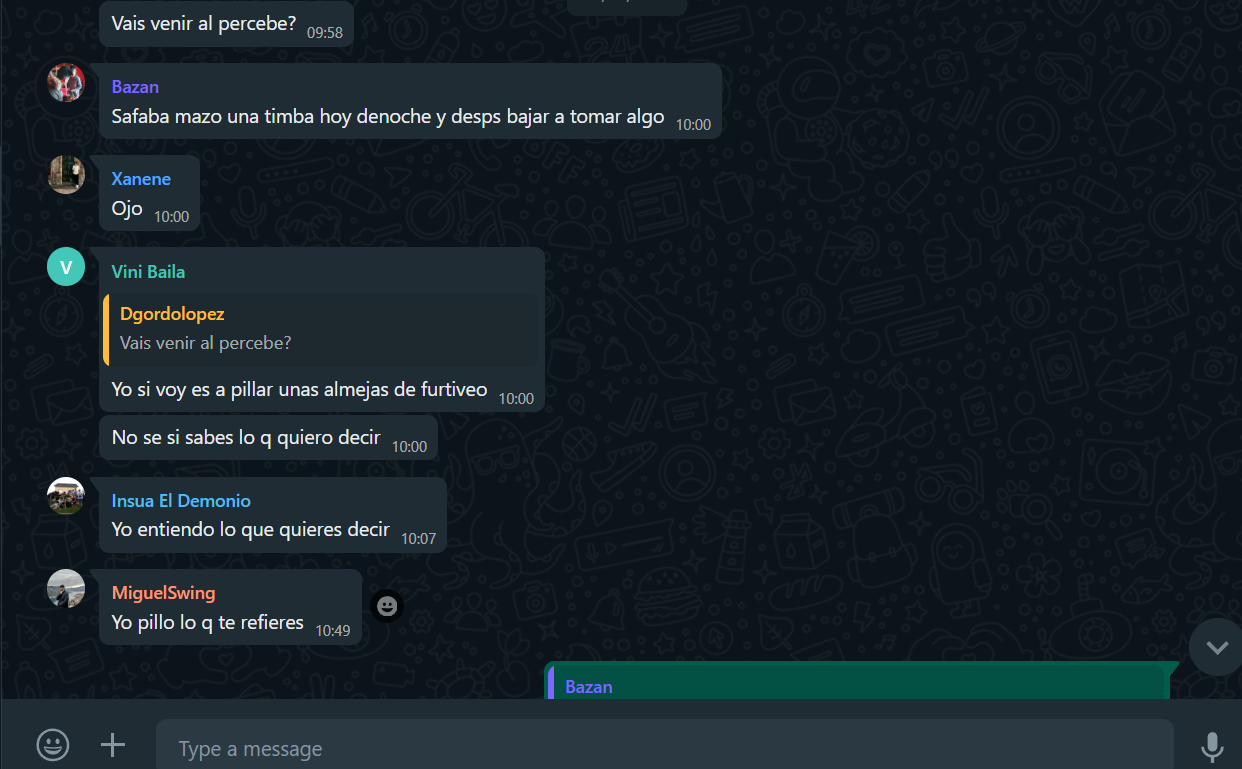 Vais venir al percebe? 09:58
Bazan
Safaba mazo una timba hoy denoche y desps bajar a tomar algo 10:00
Xanene
Ojo 10:00
V
Vini Baila
Dgordolopez
Vais venir al percebe?
Yo si voy es a pillar unas almejas de furtiveo 10:00
No se si sabes lo q quiero decir 10:00
Insua El Demonio
Yo entiendo lo que quieres decir 10:07
MiguelSwing
Yo pillo lo q te refieres 10:49
Bazan
Type a message